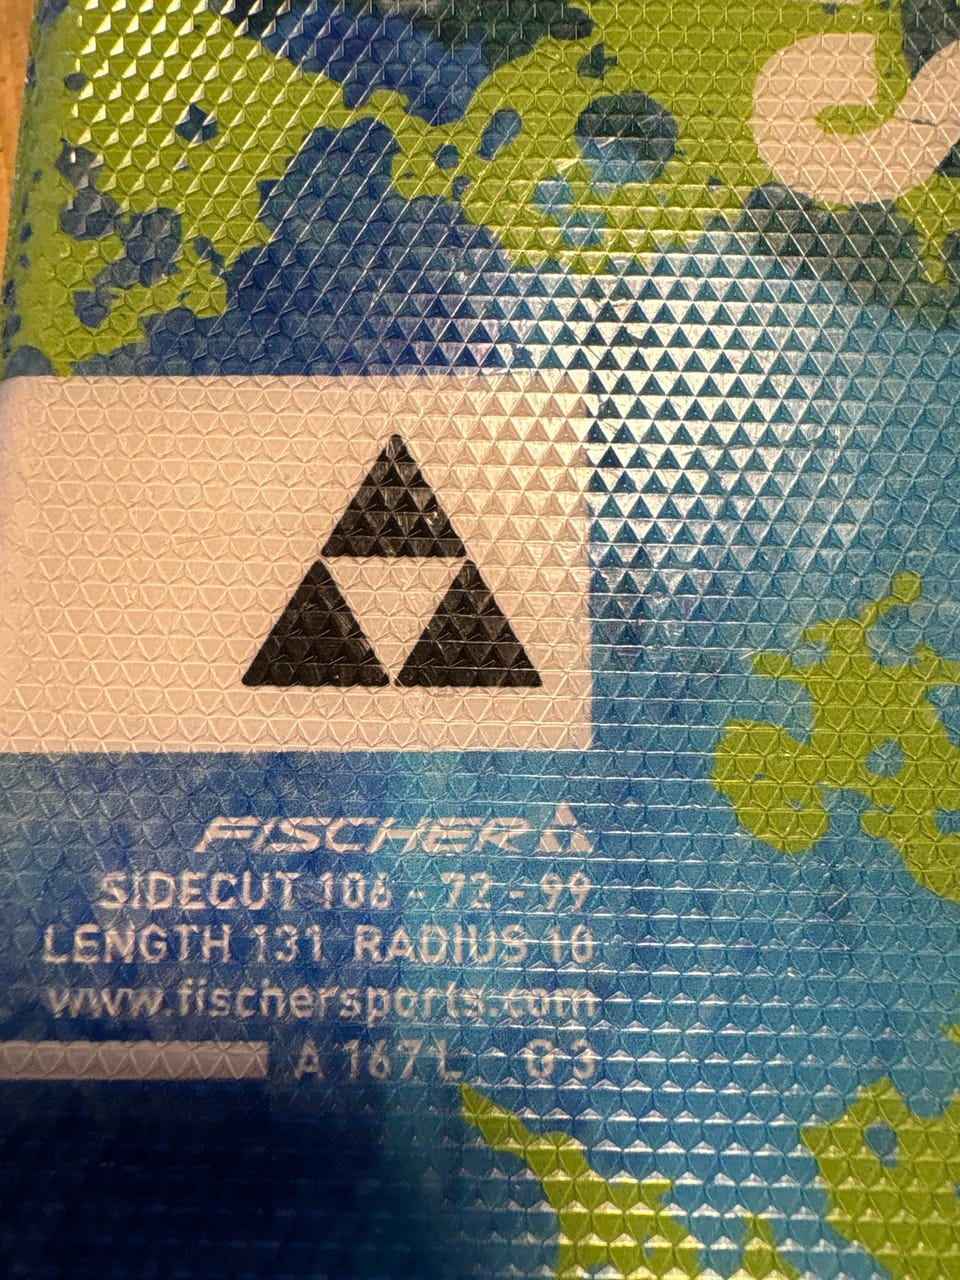 FISCHER
SIDECUT 106 - 72 - 99
LENGTH 131 RADIUS 10
www.fischersports.com
A 167 L